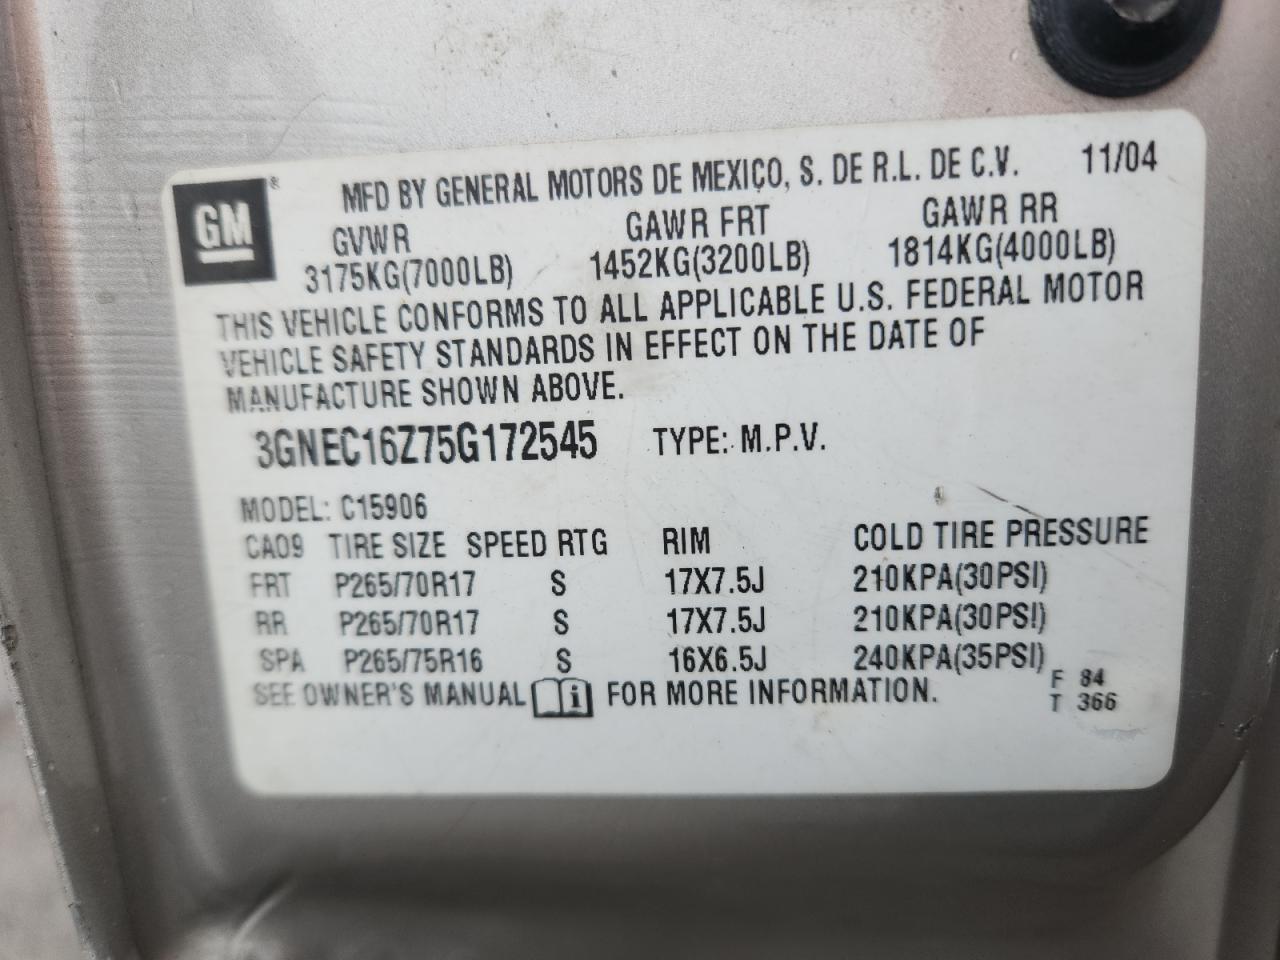 GM®
MFD BY GENERAL MOTORS DE MEXICO, S. DE R.L. DE C.V. 11/04
GVWR GAWR FRT GAWR RR
3175KG(7000LB) 1452KG(3200LB) 1814KG(4000LB)
THIS VEHICLE CONFORMS TO ALL APPLICABLE U.S. FEDERAL MOTOR
VEHICLE SAFETY STANDARDS IN EFFECT ON THE DATE OF
MANUFACTURE SHOWN ABOVE.
3GNEC16Z75G172545 TYPE: M.P.V.
MODEL: C15906
CA09 TIRE SIZE SPEED RTG RIM COLD TIRE PRESSURE
FRT P265/70R17 S 17X7.5J 210KPA(30PSI)
RR P265/70R17 S 17X7.5J 210KPA(30PSI)
SPA P265/75R16 S 16X6.5J 240KPA(35PSI)
SEE OWNER'S MANUAL i FOR MORE INFORMATION.
F 84
T 366